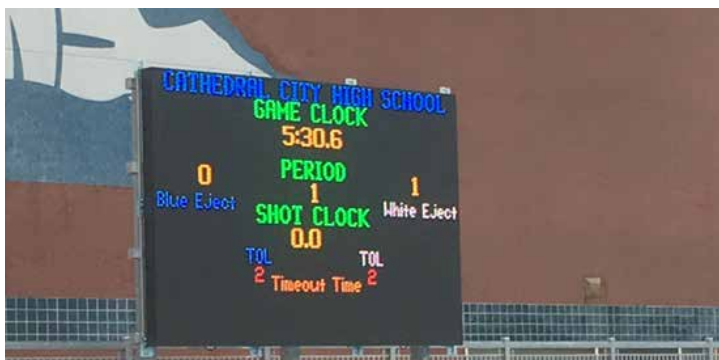 CATHEDRAL CITY HIGH SCHOOL
GAME CLOCK
5:30.6
PERIOD
0 1 1
Blue Eject White Eject
SHOT CLOCK
0.0
TOL TOL
2 Timeout Time 2